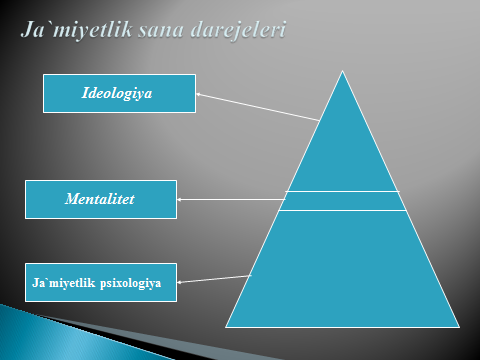 Ja`miyetlik sana darejeleri
Ideologiya
Mentalitet
Ja`miyetlik psixologiya